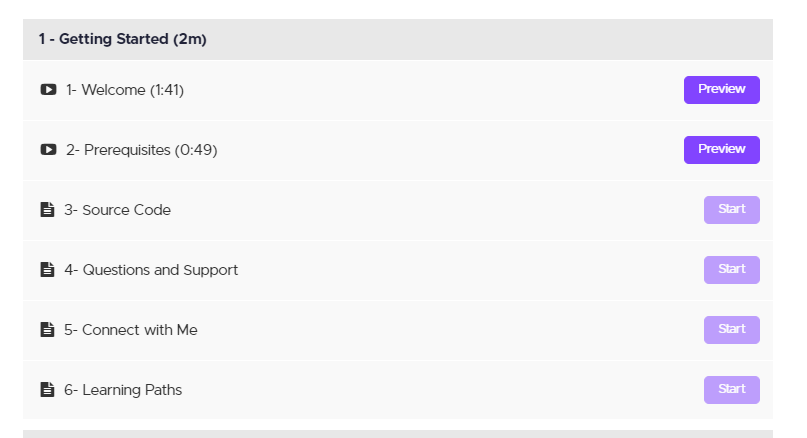 1 - Getting Started (2m)
1- Welcome (1:41) Preview
2- Prerequisites (0:49) Preview
3- Source Code Start
4- Questions and Support Start
5- Connect with Me Start
6- Learning Paths Start